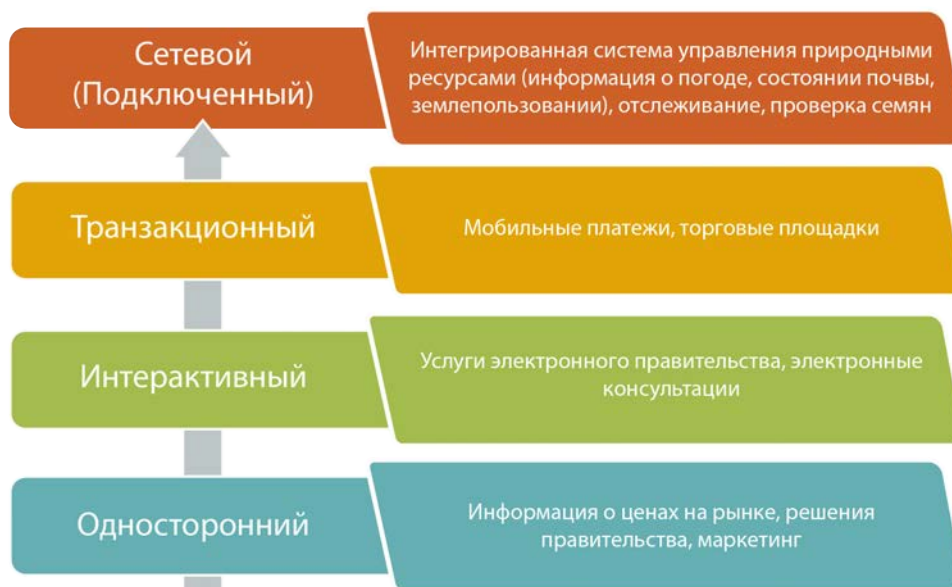 Сетевой
(Подключенный)
Интегрированная система управления природными
ресурсами (информация о погоде, состоянии почвы,
землепользовании), отслеживание, проверка семян
Транзакционный
Мобильные платежи, торговые площадки
Интерактивный
Услуги электронного правительства, электронные
консультации
Односторонний
Информация о ценах на рынке, решения
правительства, маркетинг